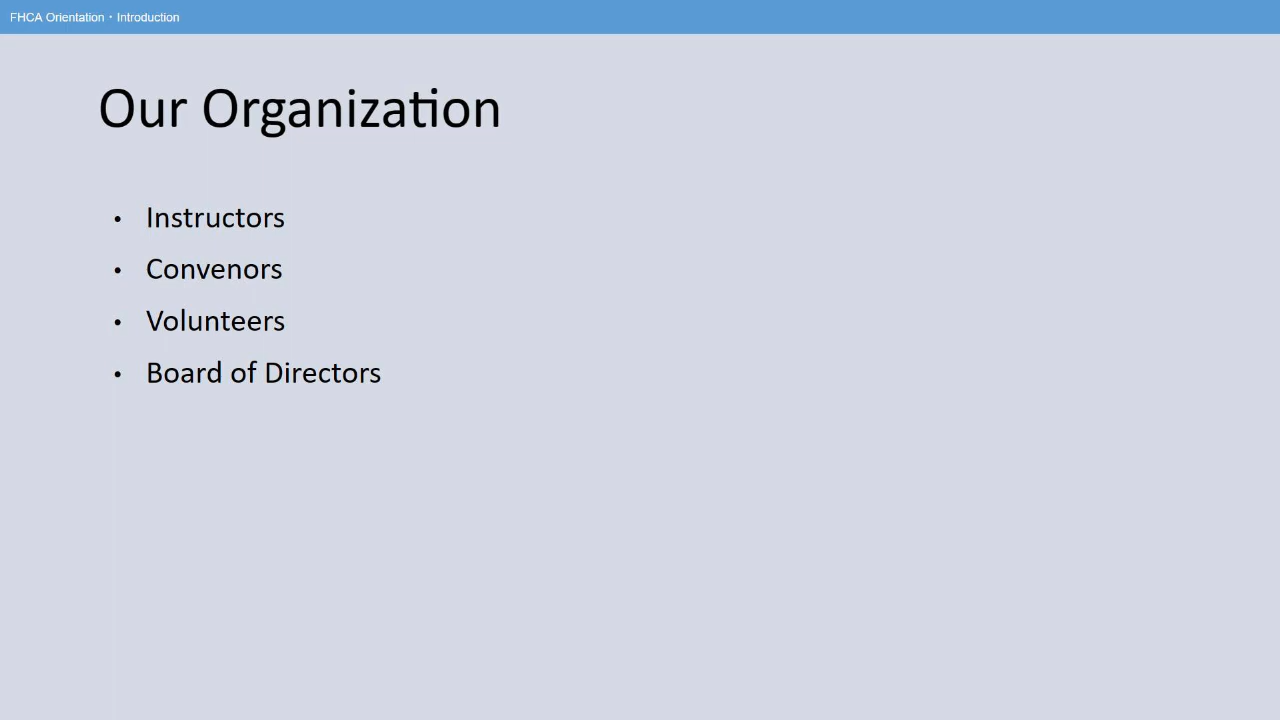 FHCA Orientation · Introduction
Our Organization
• Instructors
• Convenors
• Volunteers
• Board of Directors